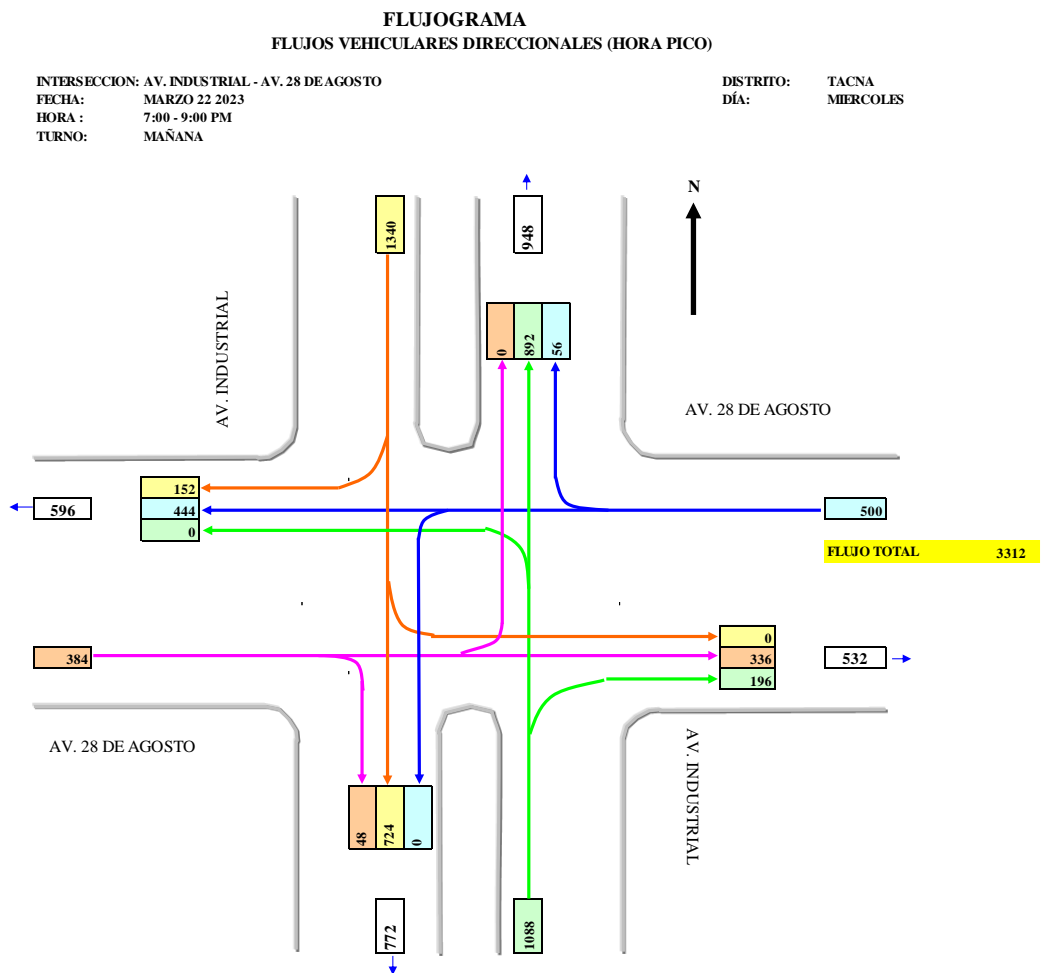 FLUJOGRAMA
FLUJOS VEHICULARES DIRECCIONALES (HORA PICO)
INTERSECCION: AV. INDUSTRIAL - AV. 28 DE AGOSTO
DISTRITO: TACNA
FECHA: MARZO 22 2023
DÍA: MIERCOLES
HORA : 7:00 - 9:00 PM
TURNO: MAÑANA
N
1340
948
AV. INDUSTRIAL
0 892 56
AV. 28 DE AGOSTO
152
596
444
500
0
FLUJO TOTAL 3312
0
384
336
532
196
AV. 28 DE AGOSTO
AV. INDUSTRIAL
48 724 0
772
1088